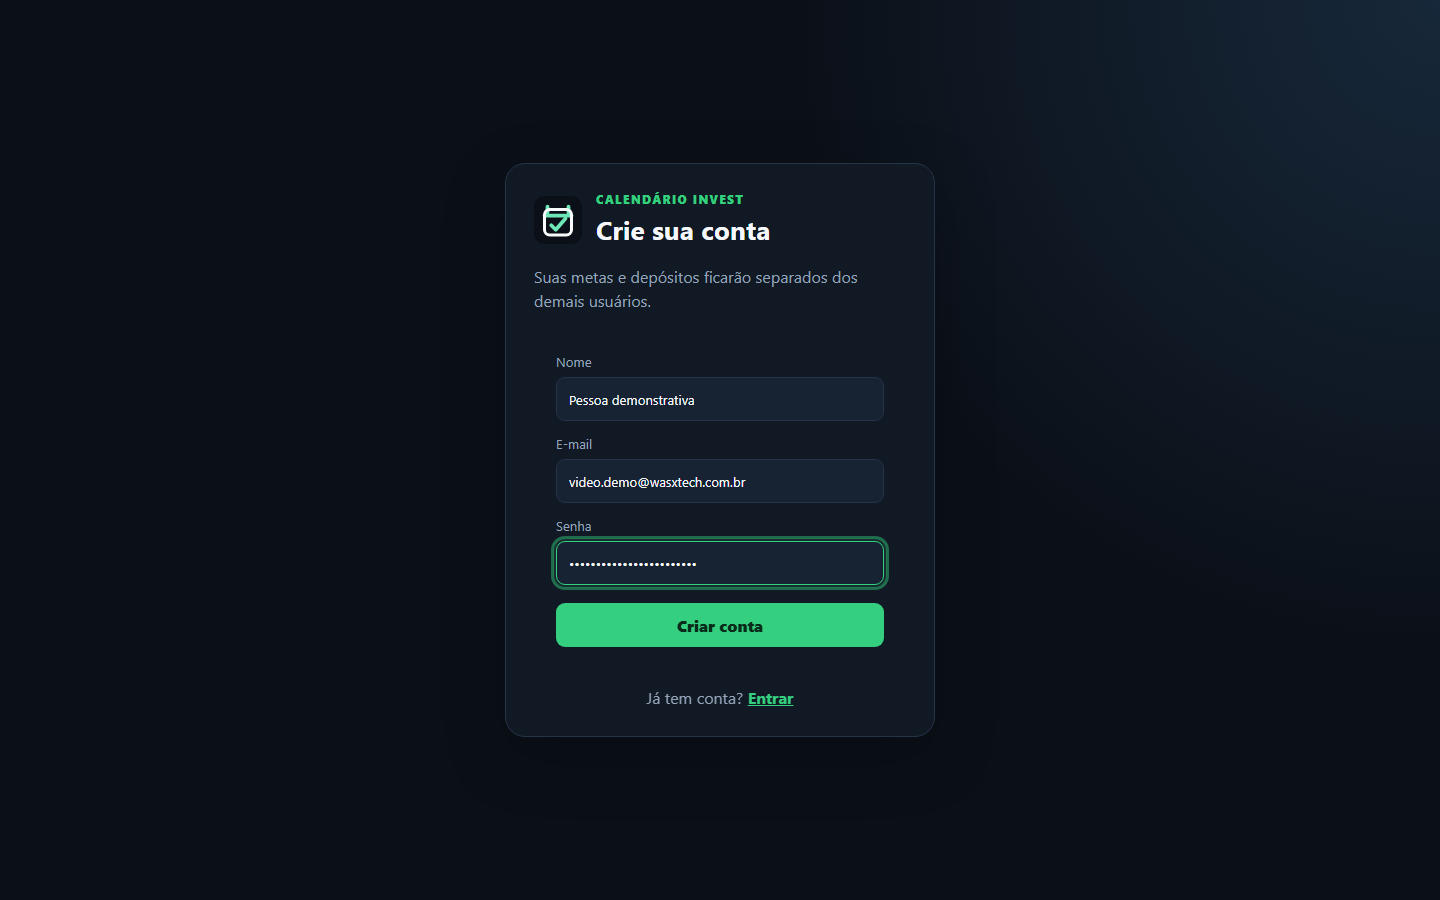 CALENDÁRIO INVEST
Crie sua conta
Suas metas e depósitos ficarão separados dos
demais usuários.
Nome
Pessoa demonstrativa
E-mail
video.demo@wasxtech.com.br
Senha
••••••••••••••••••••••••
Criar conta
Já tem conta? Entrar